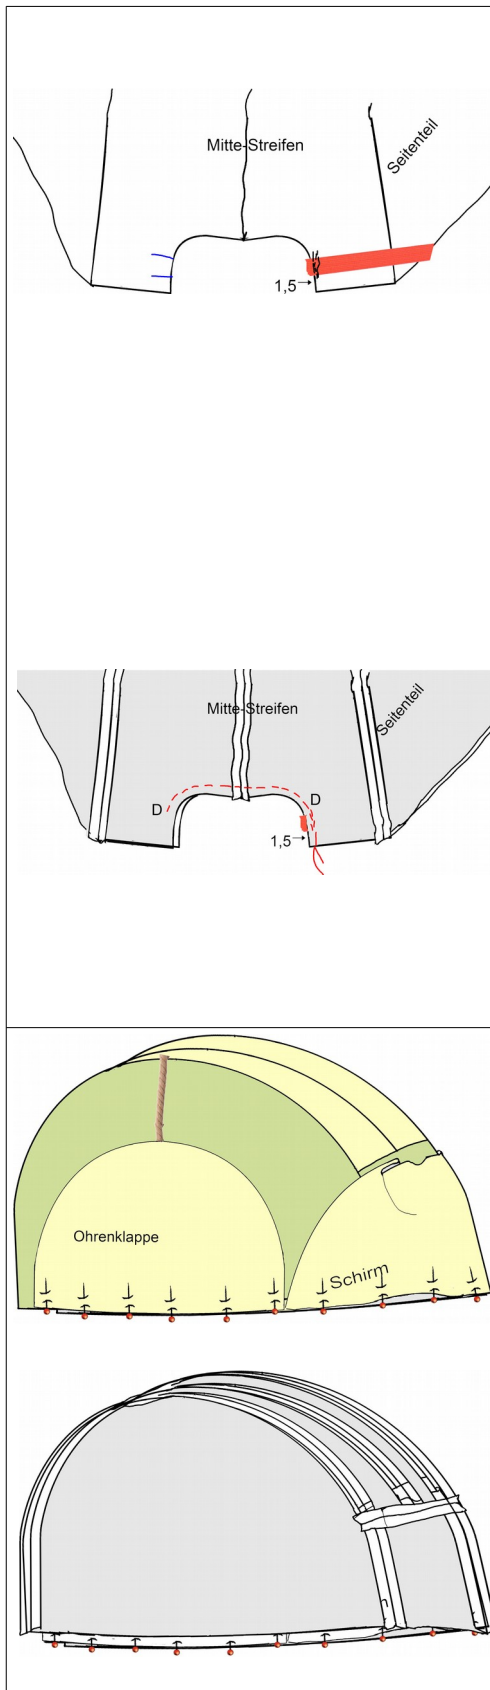 Mitte-Streifen
Seitenteil
1,5
Mitte-Streifen
Seitenteil
D
D
1,5
Ohrenklappe
Schirm